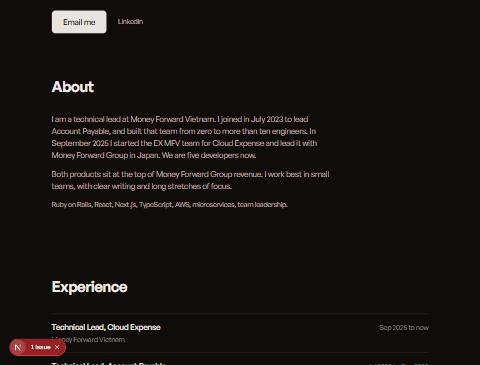 Email me
LinkedIn
About
I am a technical lead at Money Forward Vietnam. I joined in July 2023 to lead
Account Payable, and built that team from zero to more than ten engineers. In
September 2025 I started the EX MFV team for Cloud Expense and lead it with
Money Forward Group in Japan. We are five developers now.
Both products sit at the top of Money Forward Group revenue. I work best in small
teams, with clear writing and long stretches of focus.
Ruby on Rails, React, Next.js, TypeScript, AWS, microservices, team leadership.
Experience
Technical Lead, Cloud Expense
Sep 2025 to now
Money Forward Vietnam
N
1 Issue
Technical Lead, Account Payable